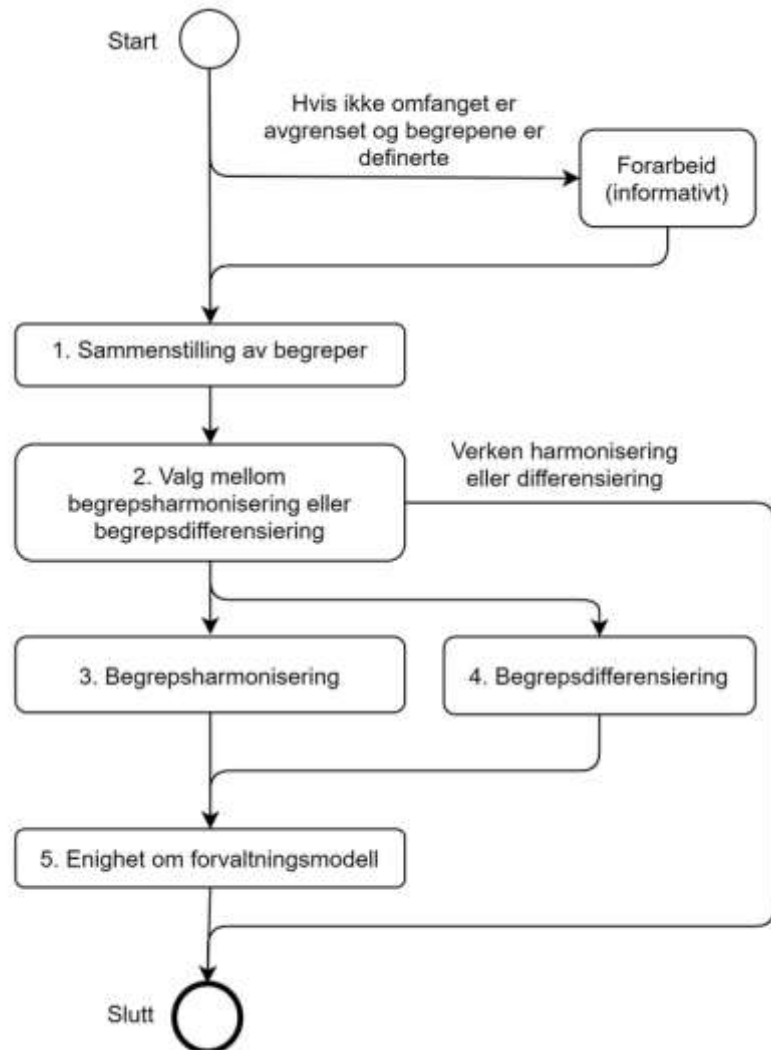 Start
Hvis ikke omfanget er
avgrenset og begrepene er
definerte
Forarbeid
(informativt)
1. Sammenstilling av begreper
2. Valg mellom
begrepsharmonisering eller
begrepsdifferensiering
Verken harmonisering
eller differensiering
3. Begrepsharmonisering
4. Begrepsdifferensiering
5. Enighet om forvaltningsmodell
Slutt